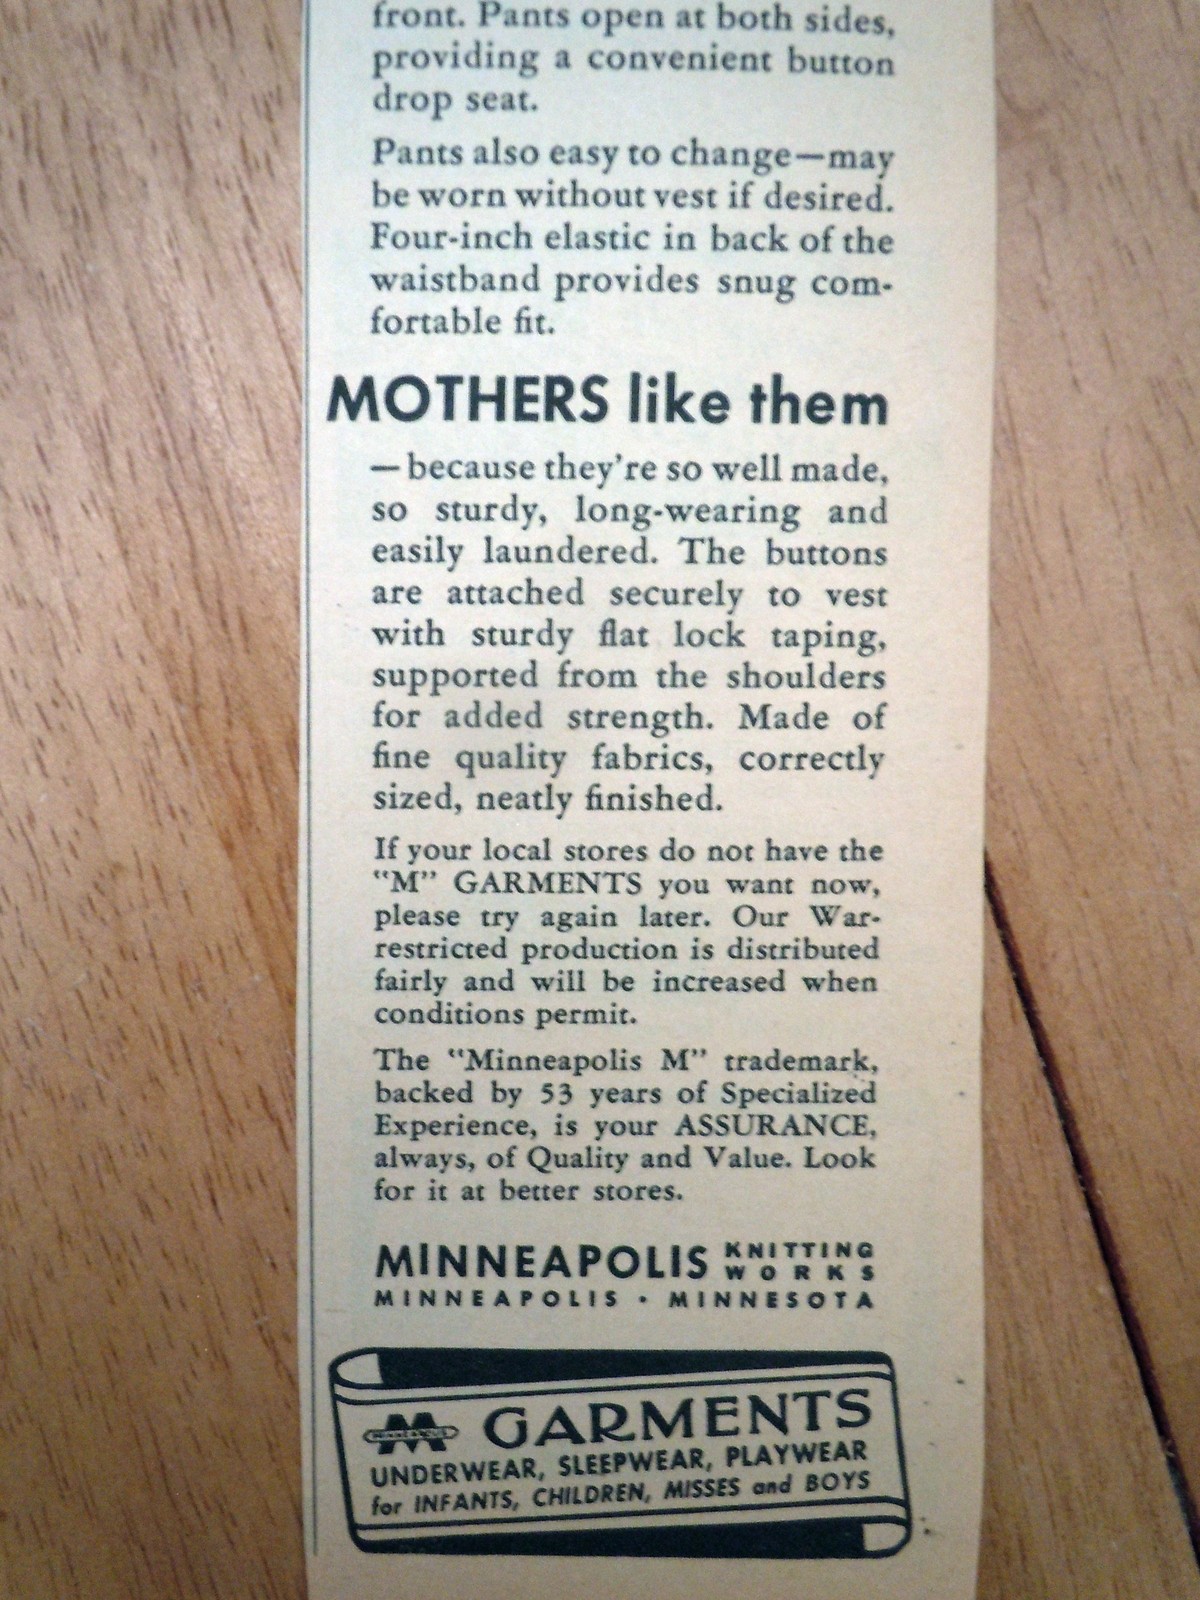 front. Pants open at both sides,
providing a convenient button
drop seat.
Pants also easy to change—may
be worn without vest if desired.
Four-inch elastic in back of the
waistband provides snug com-
fortable fit.
MOTHERS like them
—because they're so well made,
so sturdy, long-wearing and
easily laundered. The buttons
are attached securely to vest
with sturdy flat lock taping,
supported from the shoulders
for added strength. Made of
fine quality fabrics, correctly
sized, neatly finished.
If your local stores do not have the
"M" GARMENTS you want now,
please try again later. Our War-
restricted production is distributed
fairly and will be increased when
conditions permit.
The "Minneapolis M" trademark,
backed by 53 years of Specialized
Experience, is your ASSURANCE,
always, of Quality and Value. Look
for it at better stores.
MINNEAPOLIS KNITTING WORKS
MINNEAPOLIS • MINNESOTA
M MINNEAPOLIS GARMENTS
UNDERWEAR, SLEEPWEAR, PLAYWEAR
for INFANTS, CHILDREN, MISSES and BOYS